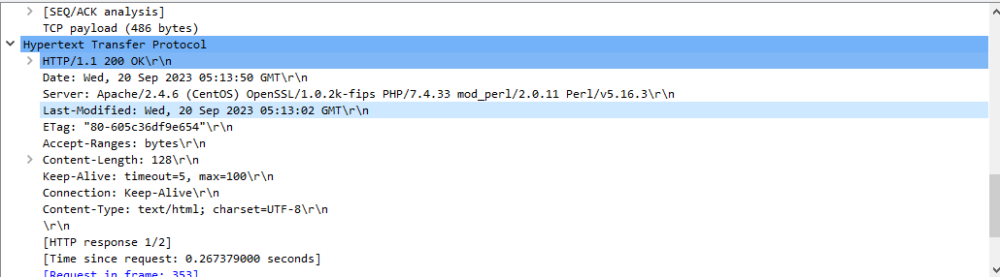 [SEQ/ACK analysis]
TCP payload (486 bytes)
Hypertext Transfer Protocol
HTTP/1.1 200 OK\r\n
Date: Wed, 20 Sep 2023 05:13:50 GMT\r\n
Server: Apache/2.4.6 (CentOS) OpenSSL/1.0.2k-fips PHP/7.4.33 mod_perl/2.0.11 Perl/v5.16.3\r\n
Last-Modified: Wed, 20 Sep 2023 05:13:02 GMT\r\n
ETag: "80-605c36df9e654"\r\n
Accept-Ranges: bytes\r\n
Content-Length: 128\r\n
Keep-Alive: timeout=5, max=100\r\n
Connection: Keep-Alive\r\n
Content-Type: text/html; charset=UTF-8\r\n
\r\n
[HTTP response 1/2]
[Time since request: 0.267379000 seconds]
[Request in frame: 353]